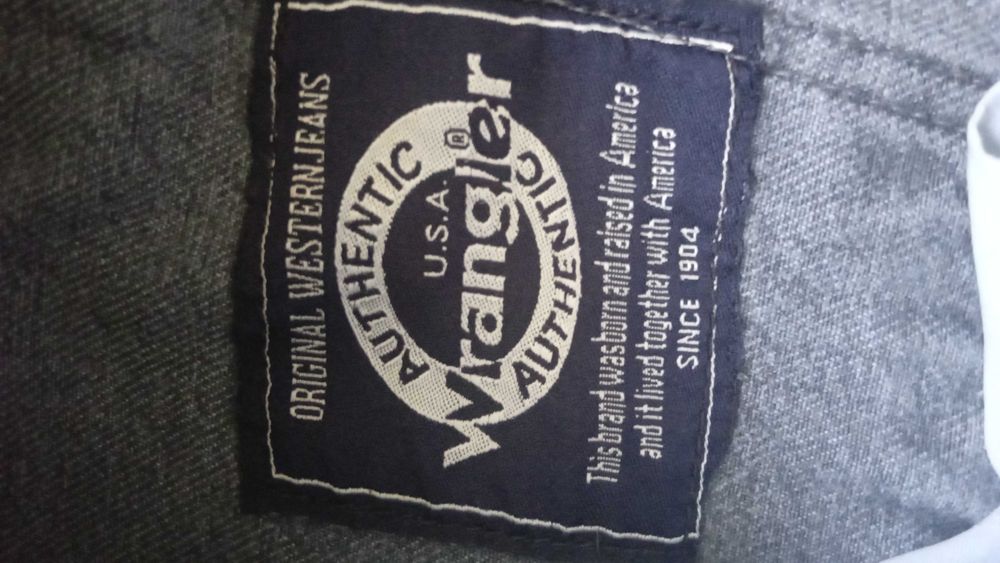 ORIGINAL WESTERNJEANS
AUTHENTIC
U.S.A.
Wrangler®
AUTHENTIC
This brand was born and raised in America
and it lived together with America
SINCE 1904